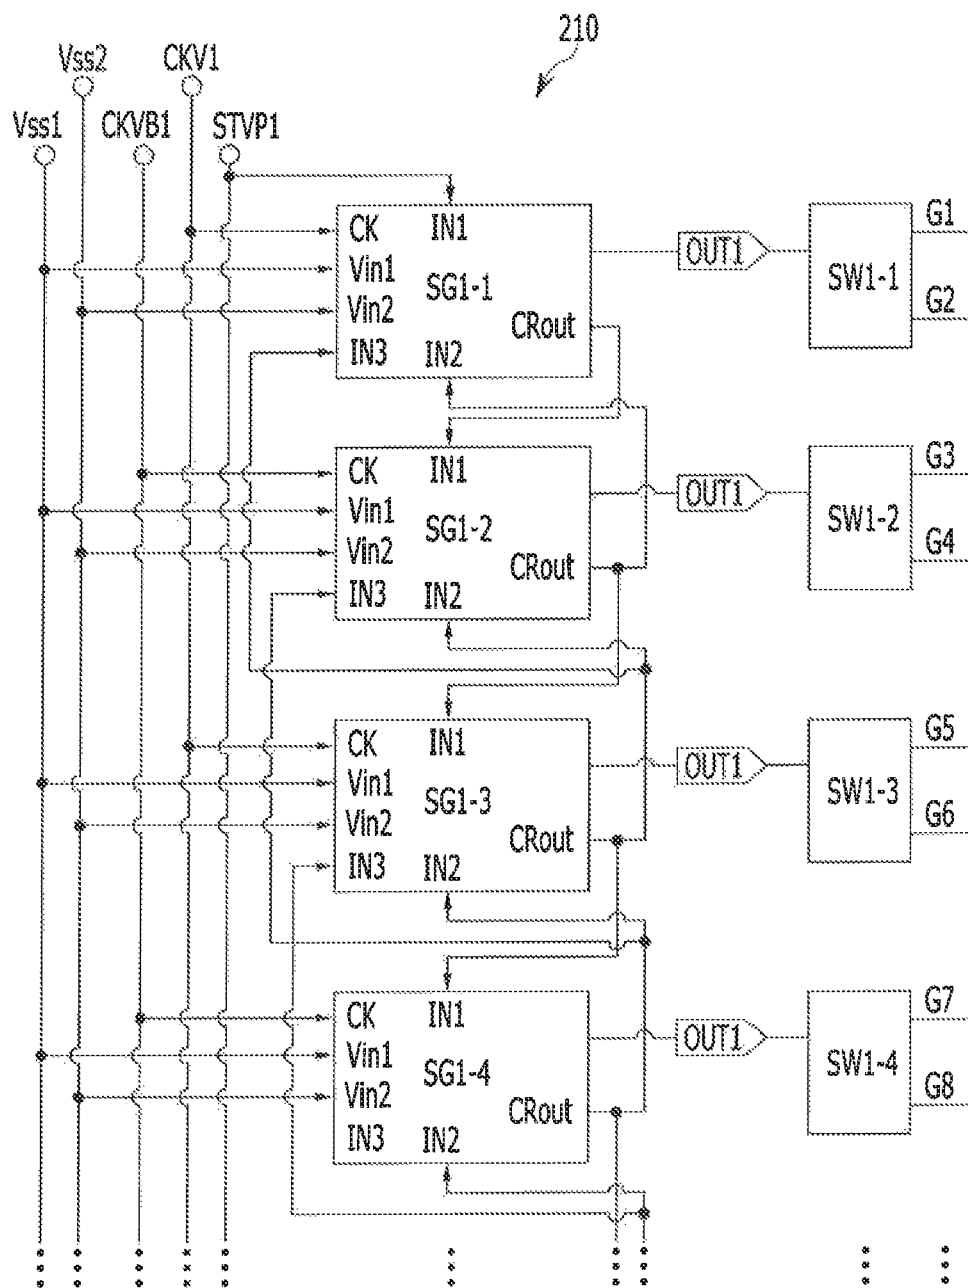 210
Vss2 CKV1
Vss1 CKVB1 STVP1
CK IN1
Vin1 SG1-1
Vin2
CRout
IN3 IN2
OUT1
SW1-1
G1
G2
CK IN1
Vin1 SG1-2
Vin2
CRout
IN3 IN2
OUT1
SW1-2
G3
G4
CK IN1
Vin1 SG1-3
Vin2
CRout
IN3 IN2
OUT1
SW1-3
G5
G6
CK IN1
Vin1 SG1-4
Vin2
CRout
IN3 IN2
OUT1
SW1-4
G7
G8